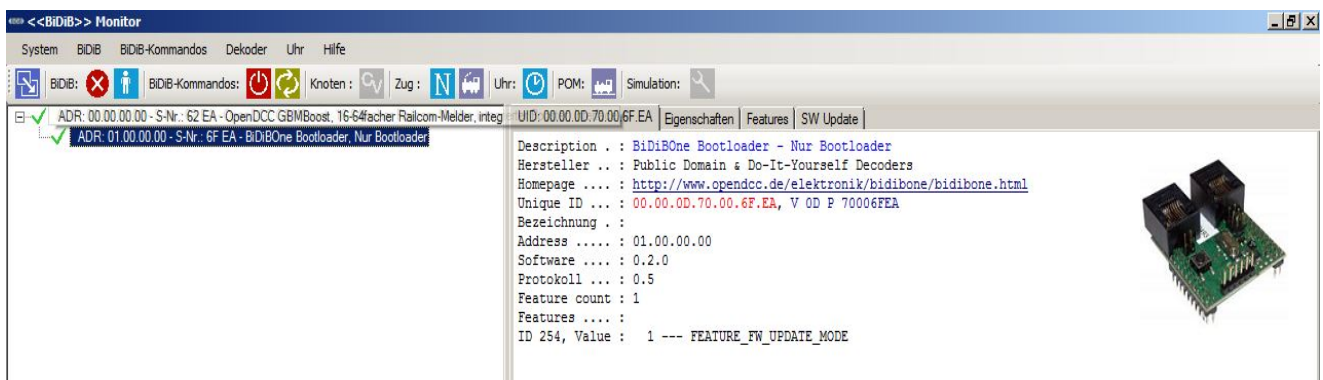 <<BiDiB>> Monitor
System BiDiB BiDiB-Kommandos Dekoder Uhr Hilfe
BiDiB: BiDiB-Kommandos: Knoten : CV Zug : N Uhr: POM: Simulation:
ADR: 00.00.00.00 - S-Nr.: 62 EA - OpenDCC GBMBoost, 16-64facher Railcom-Melder, integ
ADR: 01.00.00.00 - S-Nr.: 6F EA - BiDiBOne Bootloader, Nur Bootloader
UID: 00.00.0D.70.00.6F.EA Eigenschaften Features SW Update
Description . : BiDiBOne Bootloader - Nur Bootloader
Hersteller .. : Public Domain & Do-It-Yourself Decoders
Homepage .... : http://www.opendcc.de/elektronik/bidibone/bidibone.html
Unique ID ... : 00.00.0D.70.00.6F.EA, V 0D P 70006FEA
Bezeichnung . :
Address ..... : 01.00.00.00
Software .... : 0.2.0
Protokoll ... : 0.5
Feature count : 1
Features .... :
ID 254, Value : 1 --- FEATURE_FW_UPDATE_MODE